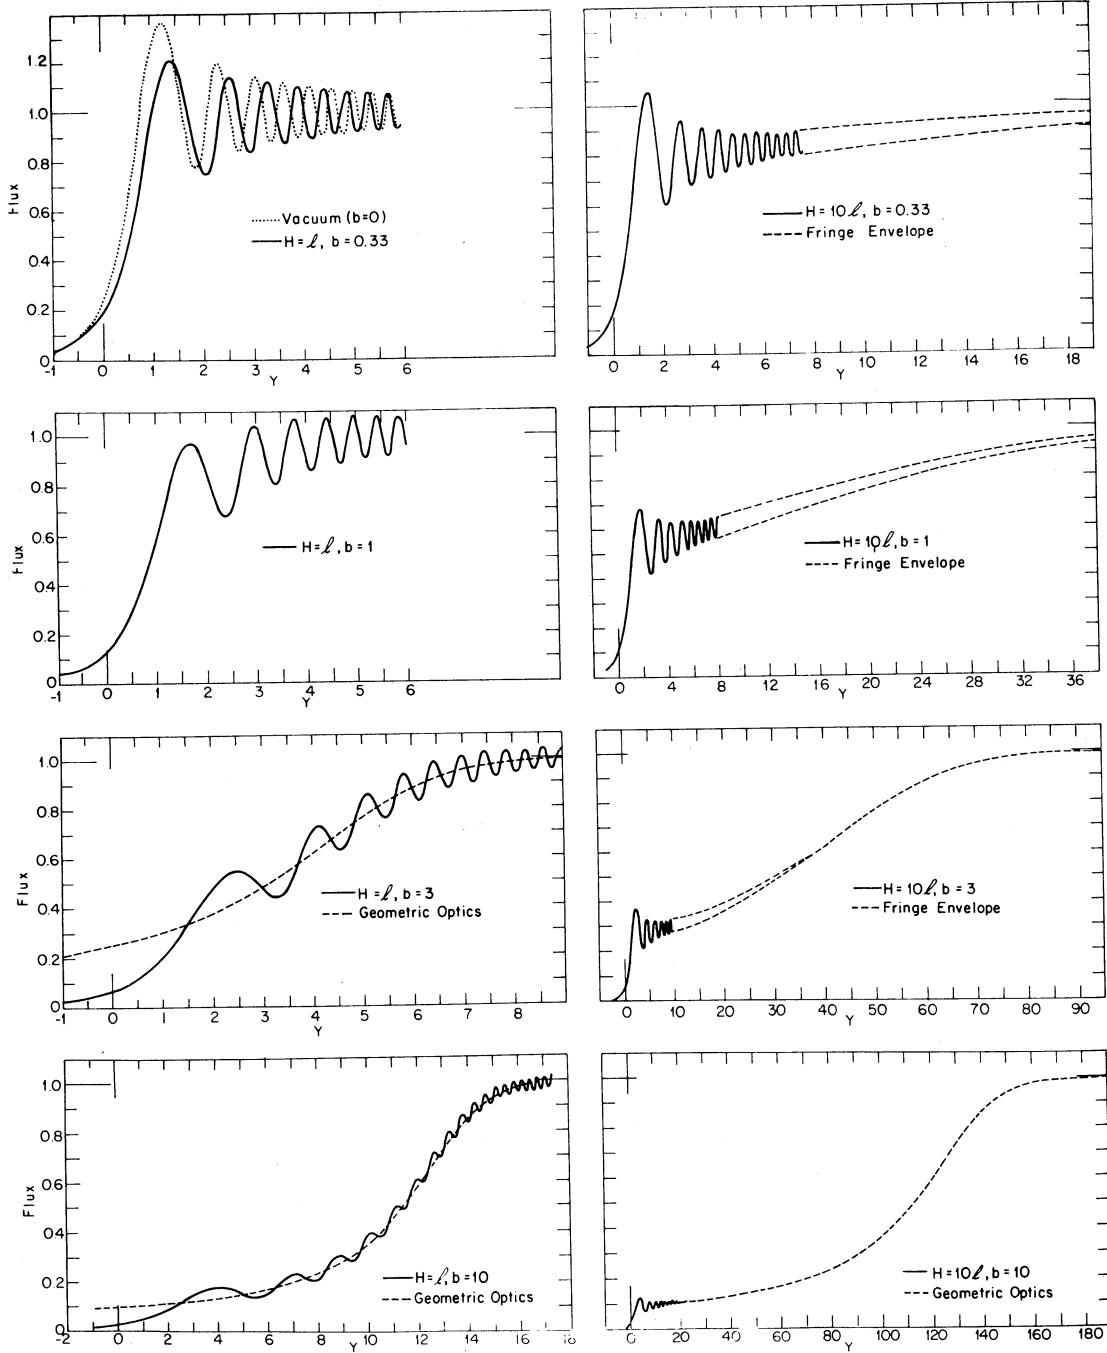 1.2
1.0
0.8
0.6
0.4
0.2
0
Flux
Vacuum (b=0)
H=ℓ, b=0.33
-1 0 1 2 3 4 5 6
Y
H=10ℓ, b=0.33
Fringe Envelope
0 2 4 6 8 10 12 14 16 18
Y
1.0
0.8
0.6
0.4
0.2
0
Flux
H=ℓ, b=1
-1 0 1 2 3 4 5 6
Y
H=10ℓ, b=1
Fringe Envelope
0 4 8 12 16 20 24 28 32 36
Y
1.0
0.8
0.6
0.4
0.2
0
Flux
H=ℓ, b=3
Geometric Optics
-1 0 1 2 3 4 5 6 7 8
Y
H=10ℓ, b=3
Fringe Envelope
0 10 20 30 40 50 60 70 80 90
Y
1.0
0.8
0.6
0.4
0.2
0
Flux
H=ℓ, b=10
Geometric Optics
-2 0 2 4 6 8 10 12 14 16 18
Y
H=10ℓ, b=10
Geometric Optics
0 20 40 60 80 100 120 140 160 180
Y